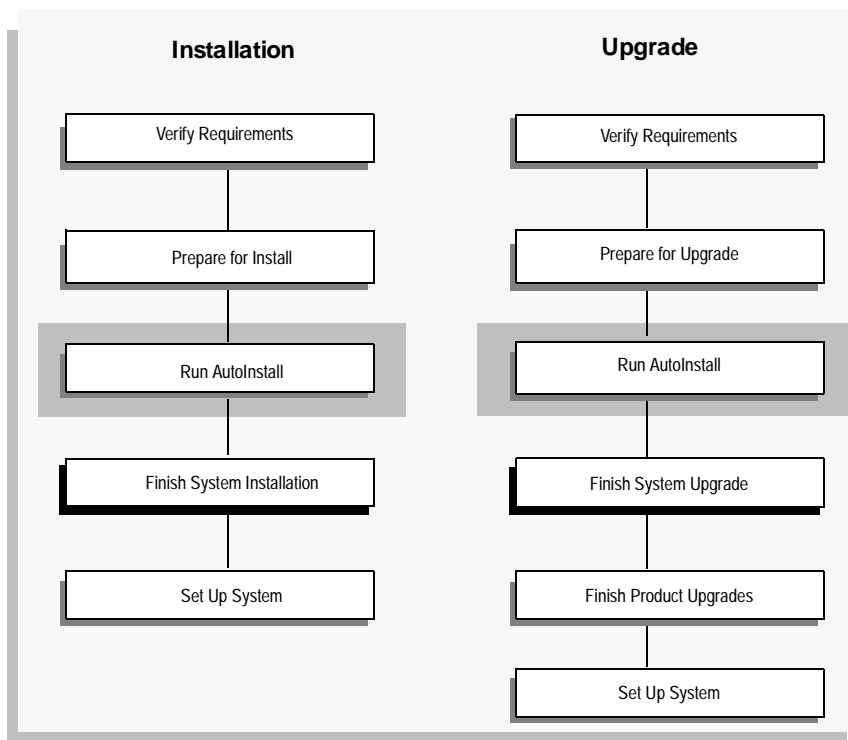 Installation
Verify Requirements
Prepare for Install
Run AutoInstall
Finish System Installation
Set Up System
Upgrade
Verify Requirements
Prepare for Upgrade
Run AutoInstall
Finish System Upgrade
Finish Product Upgrades
Set Up System